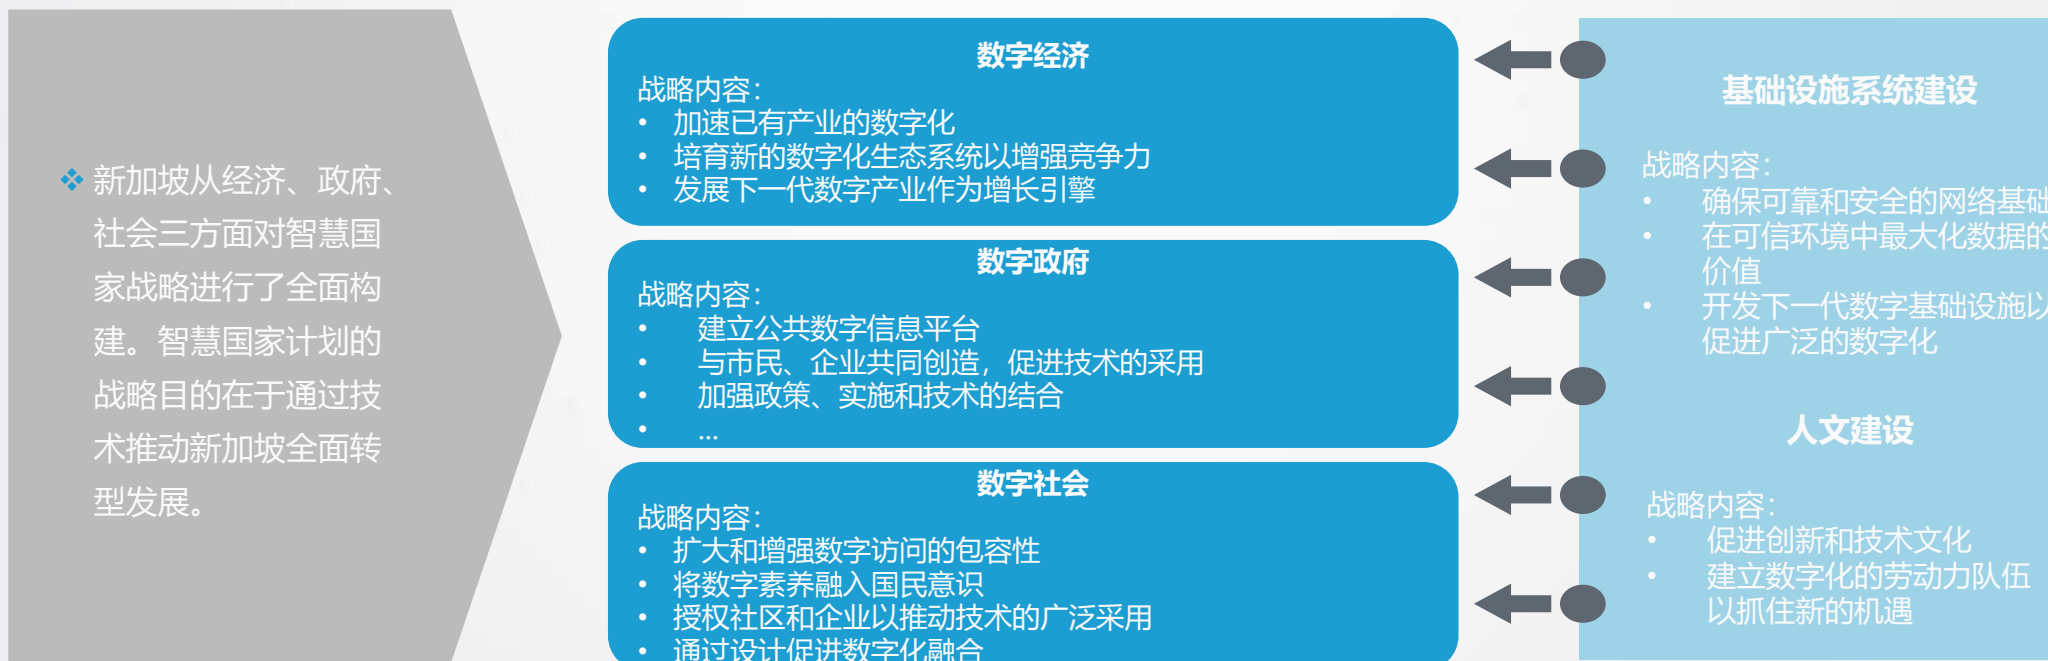 ❖ 新加坡从经济、政府、
社会三方面对智慧国
家战略进行了全面构
建。智慧国家计划的
战略目的在于通过技
术推动新加坡全面转
型发展。
数字经济
战略内容：
• 加速已有产业的数字化
• 培育新的数字化生态系统以增强竞争力
• 发展下一代数字产业作为增长引擎
数字政府
战略内容：
• 建立公共数字信息平台
• 与市民、企业共同创造，促进技术的采用
• 加强政策、实施和技术的结合
• ...
数字社会
战略内容：
• 扩大和增强数字访问的包容性
• 将数字素养融入国民意识
• 授权社区和企业以推动技术的广泛采用
• 通过设计促进数字化融合
基础设施系统建设
战略内容：
• 确保可靠和安全的网络基础
• 在可信环境中最大化数据的
价值
• 开发下一代数字基础设施以
促进广泛的数字化
人文建设
战略内容：
• 促进创新和技术文化
• 建立数字化的劳动力队伍
以抓住新的机遇